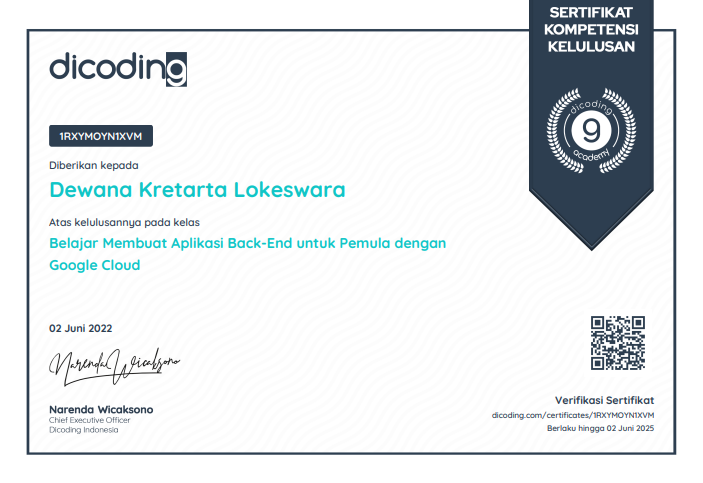 SERTIFIKAT
KOMPETENSI
KELULUSAN
dicoding
dicoding
academy
1RXYMOYN1XVM
Diberikan kepada
Dewana Kretarta Lokeswara
Atas kelulusannya pada kelas
Belajar Membuat Aplikasi Back-End untuk Pemula dengan
Google Cloud
02 Juni 2022
Narenda Wicaksono
Narenda Wicaksono
Chief Executive Officer
Dicoding Indonesia
Verifikasi Sertifikat
dicoding.com/certificates/1RXYMOYN1XVM
Berlaku hingga 02 Juni 2025